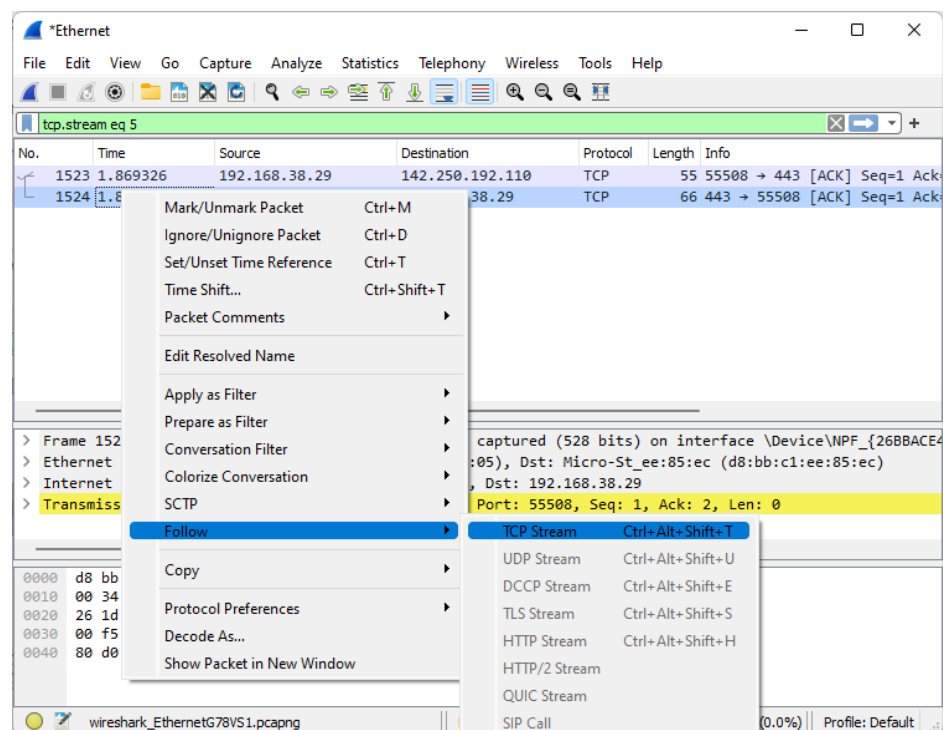 *Ethernet
File Edit View Go Capture Analyze Statistics Telephony Wireless Tools Help
tcp.stream eq 5
No. Time Source Destination Protocol Length Info
1523 1.869326 192.168.38.29 142.250.192.110 TCP 55 55508 → 443 [ACK] Seq=1 Ack=
1524 1.8 38.29 TCP 66 443 → 55508 [ACK] Seq=1 Ack=
Mark/Unmark Packet Ctrl+M
Ignore/Unignore Packet Ctrl+D
Set/Unset Time Reference Ctrl+T
Time Shift... Ctrl+Shift+T
Packet Comments
Edit Resolved Name
Apply as Filter
Prepare as Filter
Conversation Filter
Colorize Conversation
SCTP
Follow
Copy
Protocol Preferences
Decode As...
Show Packet in New Window
Frame 152 captured (528 bits) on interface \Device\NPF_{26BBACE4
Ethernet :05), Dst: Micro-St_ee:85:ec (d8:bb:c1:ee:85:ec)
Internet , Dst: 192.168.38.29
Transmiss Port: 55508, Seq: 1, Ack: 2, Len: 0
TCP Stream Ctrl+Alt+Shift+T
UDP Stream Ctrl+Alt+Shift+U
DCCP Stream Ctrl+Alt+Shift+E
TLS Stream Ctrl+Alt+Shift+S
HTTP Stream Ctrl+Alt+Shift+H
HTTP/2 Stream
QUIC Stream
SIP Call
0000 d8 bb
0010 00 34
0020 26 1d
0030 00 f5
0040 80 d0
wireshark_EthernetG78VS1.pcapng (0.0%) Profile: Default